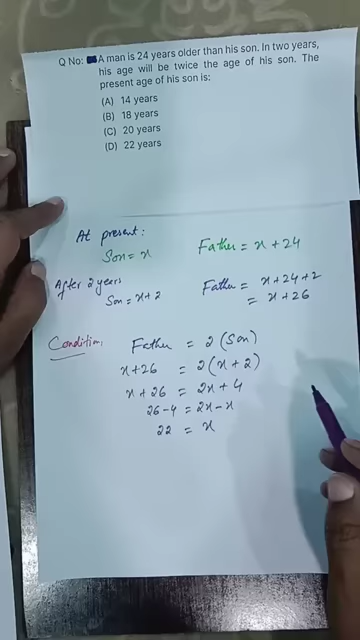 Q No: A man is 24 years older than his son. In two years,
his age will be twice the age of his son. The
present age of his son is:
(A) 14 years
(B) 18 years
(C) 20 years
(D) 22 years
At present:
Son = x
Father = x + 24
After 2 years
Son = x + 2
Father = x + 24 + 2
= x + 26
Condition,
Father = 2 (Son)
x + 26 = 2 (x + 2)
x + 26 = 2x + 4
26 - 4 = 2x - x
22 = x